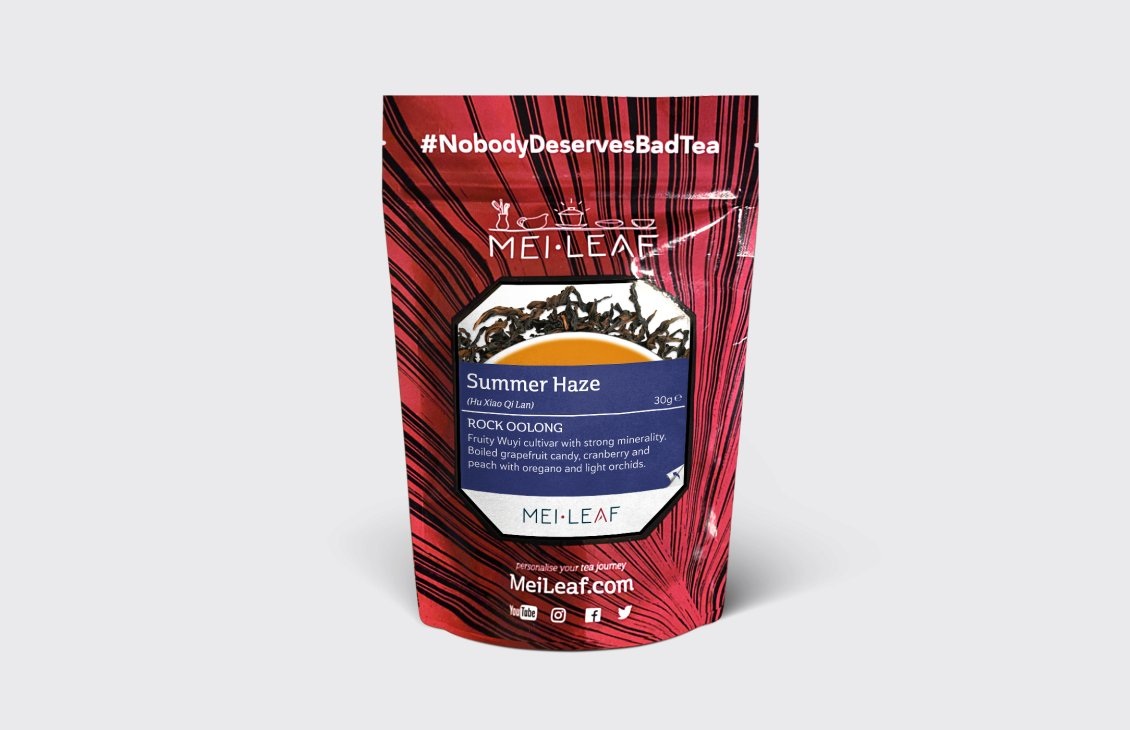 #NobodyDeservesBadTea
MEI·LEAF
Summer Haze
(Hu Xiao Qi Lan)
30g ℮
ROCK OOLONG
Fruity Wuyi cultivar with strong minerality.
Boiled grapefruit candy, cranberry and
peach with oregano and light orchids.
MEI·LEAF
personalise your tea journey
MeiLeaf.com
YouTube